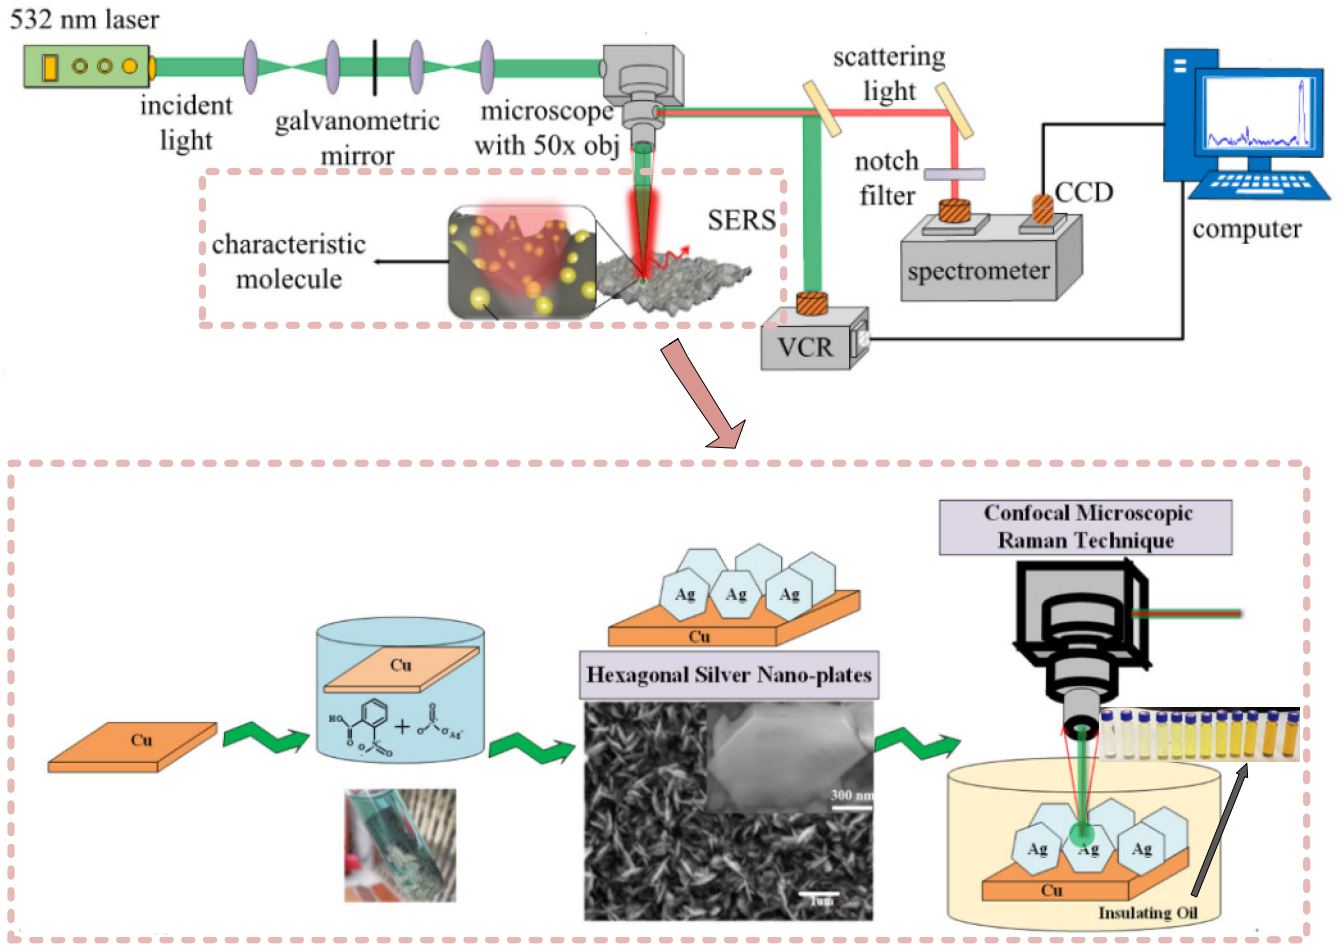 532 nm laser
incident
light
galvanometric
mirror
microscope
with 50x obj
scattering
light
notch
filter
CCD
computer
spectrometer
VCR
SERS
characteristic
molecule
Confocal Microscopic
Raman Technique
Ag
Ag
Ag
Cu
Hexagonal Silver Nano-plates
Cu
Cu
HO
O
N
O
O
+
O
N
O
O
Ag
300 nm
1um
Ag
Ag
Ag
Cu
Insulating Oil